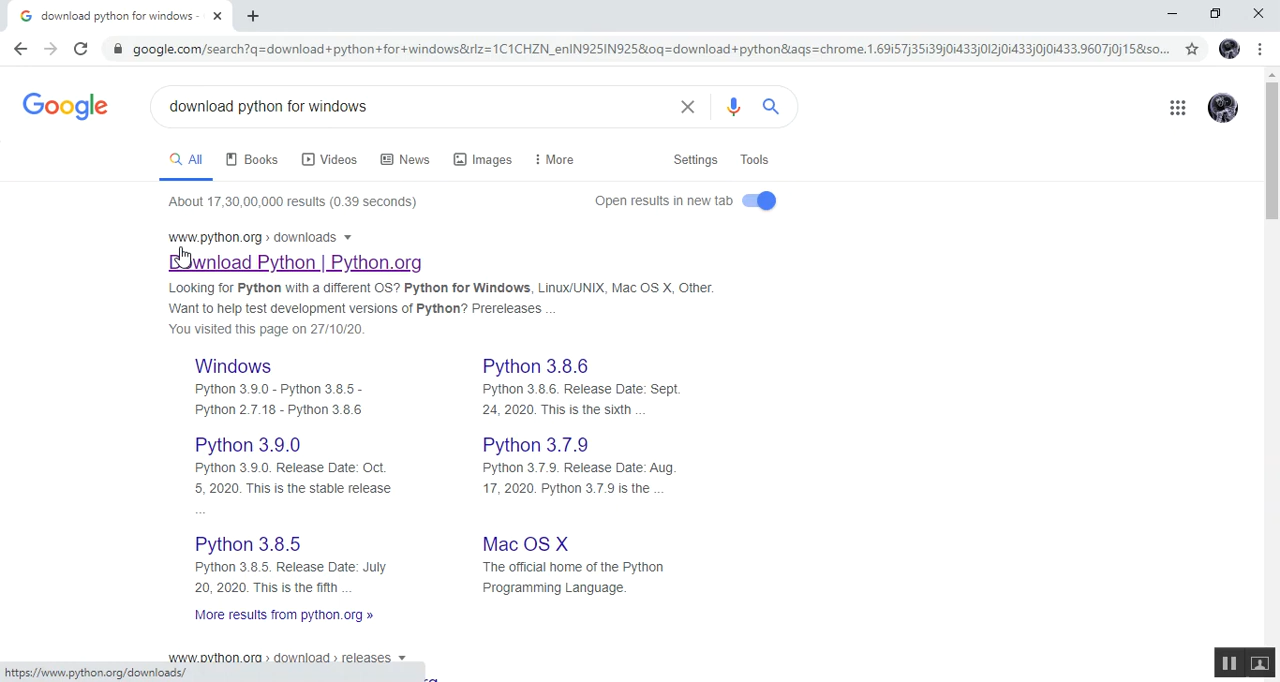 download python for windows -
google.com/search?q=download+python+for+windows&rlz=1C1CHZN_enIN925IN925&oq=download+python&aqs=chrome.1.69i57j35i39j0i433j0l2j0i433j0j0i433.9607j0j15&so...
Google
download python for windows
All Books Videos News Images More Settings Tools
About 17,30,00,000 results (0.39 seconds) Open results in new tab
www.python.org › downloads
Download Python | Python.org
Looking for Python with a different OS? Python for Windows, Linux/UNIX, Mac OS X, Other.
Want to help test development versions of Python? Prereleases ...
You visited this page on 27/10/20.
Windows
Python 3.9.0 - Python 3.8.5 -
Python 2.7.18 - Python 3.8.6
Python 3.8.6
Python 3.8.6. Release Date: Sept.
24, 2020. This is the sixth ...
Python 3.9.0
Python 3.9.0. Release Date: Oct.
5, 2020. This is the stable release
...
Python 3.7.9
Python 3.7.9. Release Date: Aug.
17, 2020. Python 3.7.9 is the ...
Python 3.8.5
Python 3.8.5. Release Date: July
20, 2020. This is the fifth ...
Mac OS X
The official home of the Python
Programming Language.
More results from python.org »
www.python.org › download › releases
https://www.python.org/downloads/